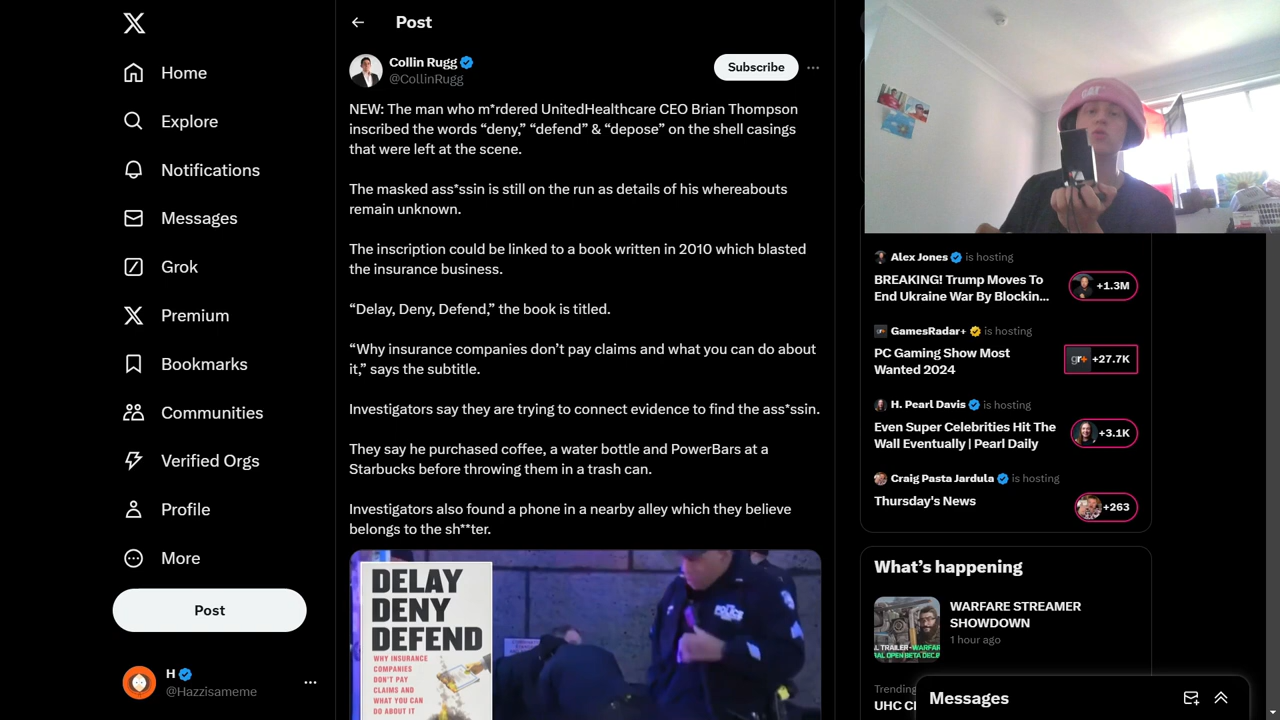 Home
Explore
Notifications
Messages
Grok
Premium
Bookmarks
Communities
Verified Orgs
Profile
More
Post
H
@Hazzisameme
Post
Collin Rugg
@CollinRugg
Subscribe
NEW: The man who m*rdered UnitedHealthcare CEO Brian Thompson
inscribed the words “deny,” “defend” & “depose” on the shell casings
that were left at the scene.
The masked ass*ssin is still on the run as details of his whereabouts
remain unknown.
The inscription could be linked to a book written in 2010 which blasted
the insurance business.
“Delay, Deny, Defend,” the book is titled.
“Why insurance companies don’t pay claims and what you can do about
it,” says the subtitle.
Investigators say they are trying to connect evidence to find the ass*ssin.
They say he purchased coffee, a water bottle and PowerBars at a
Starbucks before throwing them in a trash can.
Investigators also found a phone in a nearby alley which they believe
belongs to the sh**ter.
DELAY
DENY
DEFEND
WHY INSURANCE
COMPANIES
DON'T PAY
CLAIMS AND
WHAT YOU CAN
DO ABOUT IT
POLICE
CAT
Alex Jones is hosting
BREAKING! Trump Moves To
End Ukraine War By Blockin...
+1.3M
GamesRadar+ is hosting
PC Gaming Show Most
Wanted 2024
gr+ +27.7K
H. Pearl Davis is hosting
Even Super Celebrities Hit The
Wall Eventually | Pearl Daily
+3.1K
Craig Pasta Jardula is hosting
Thursday's News
+263
What’s happening
WARFARE STREAMER
SHOWDOWN
1 hour ago
Trending
UHC
Messages